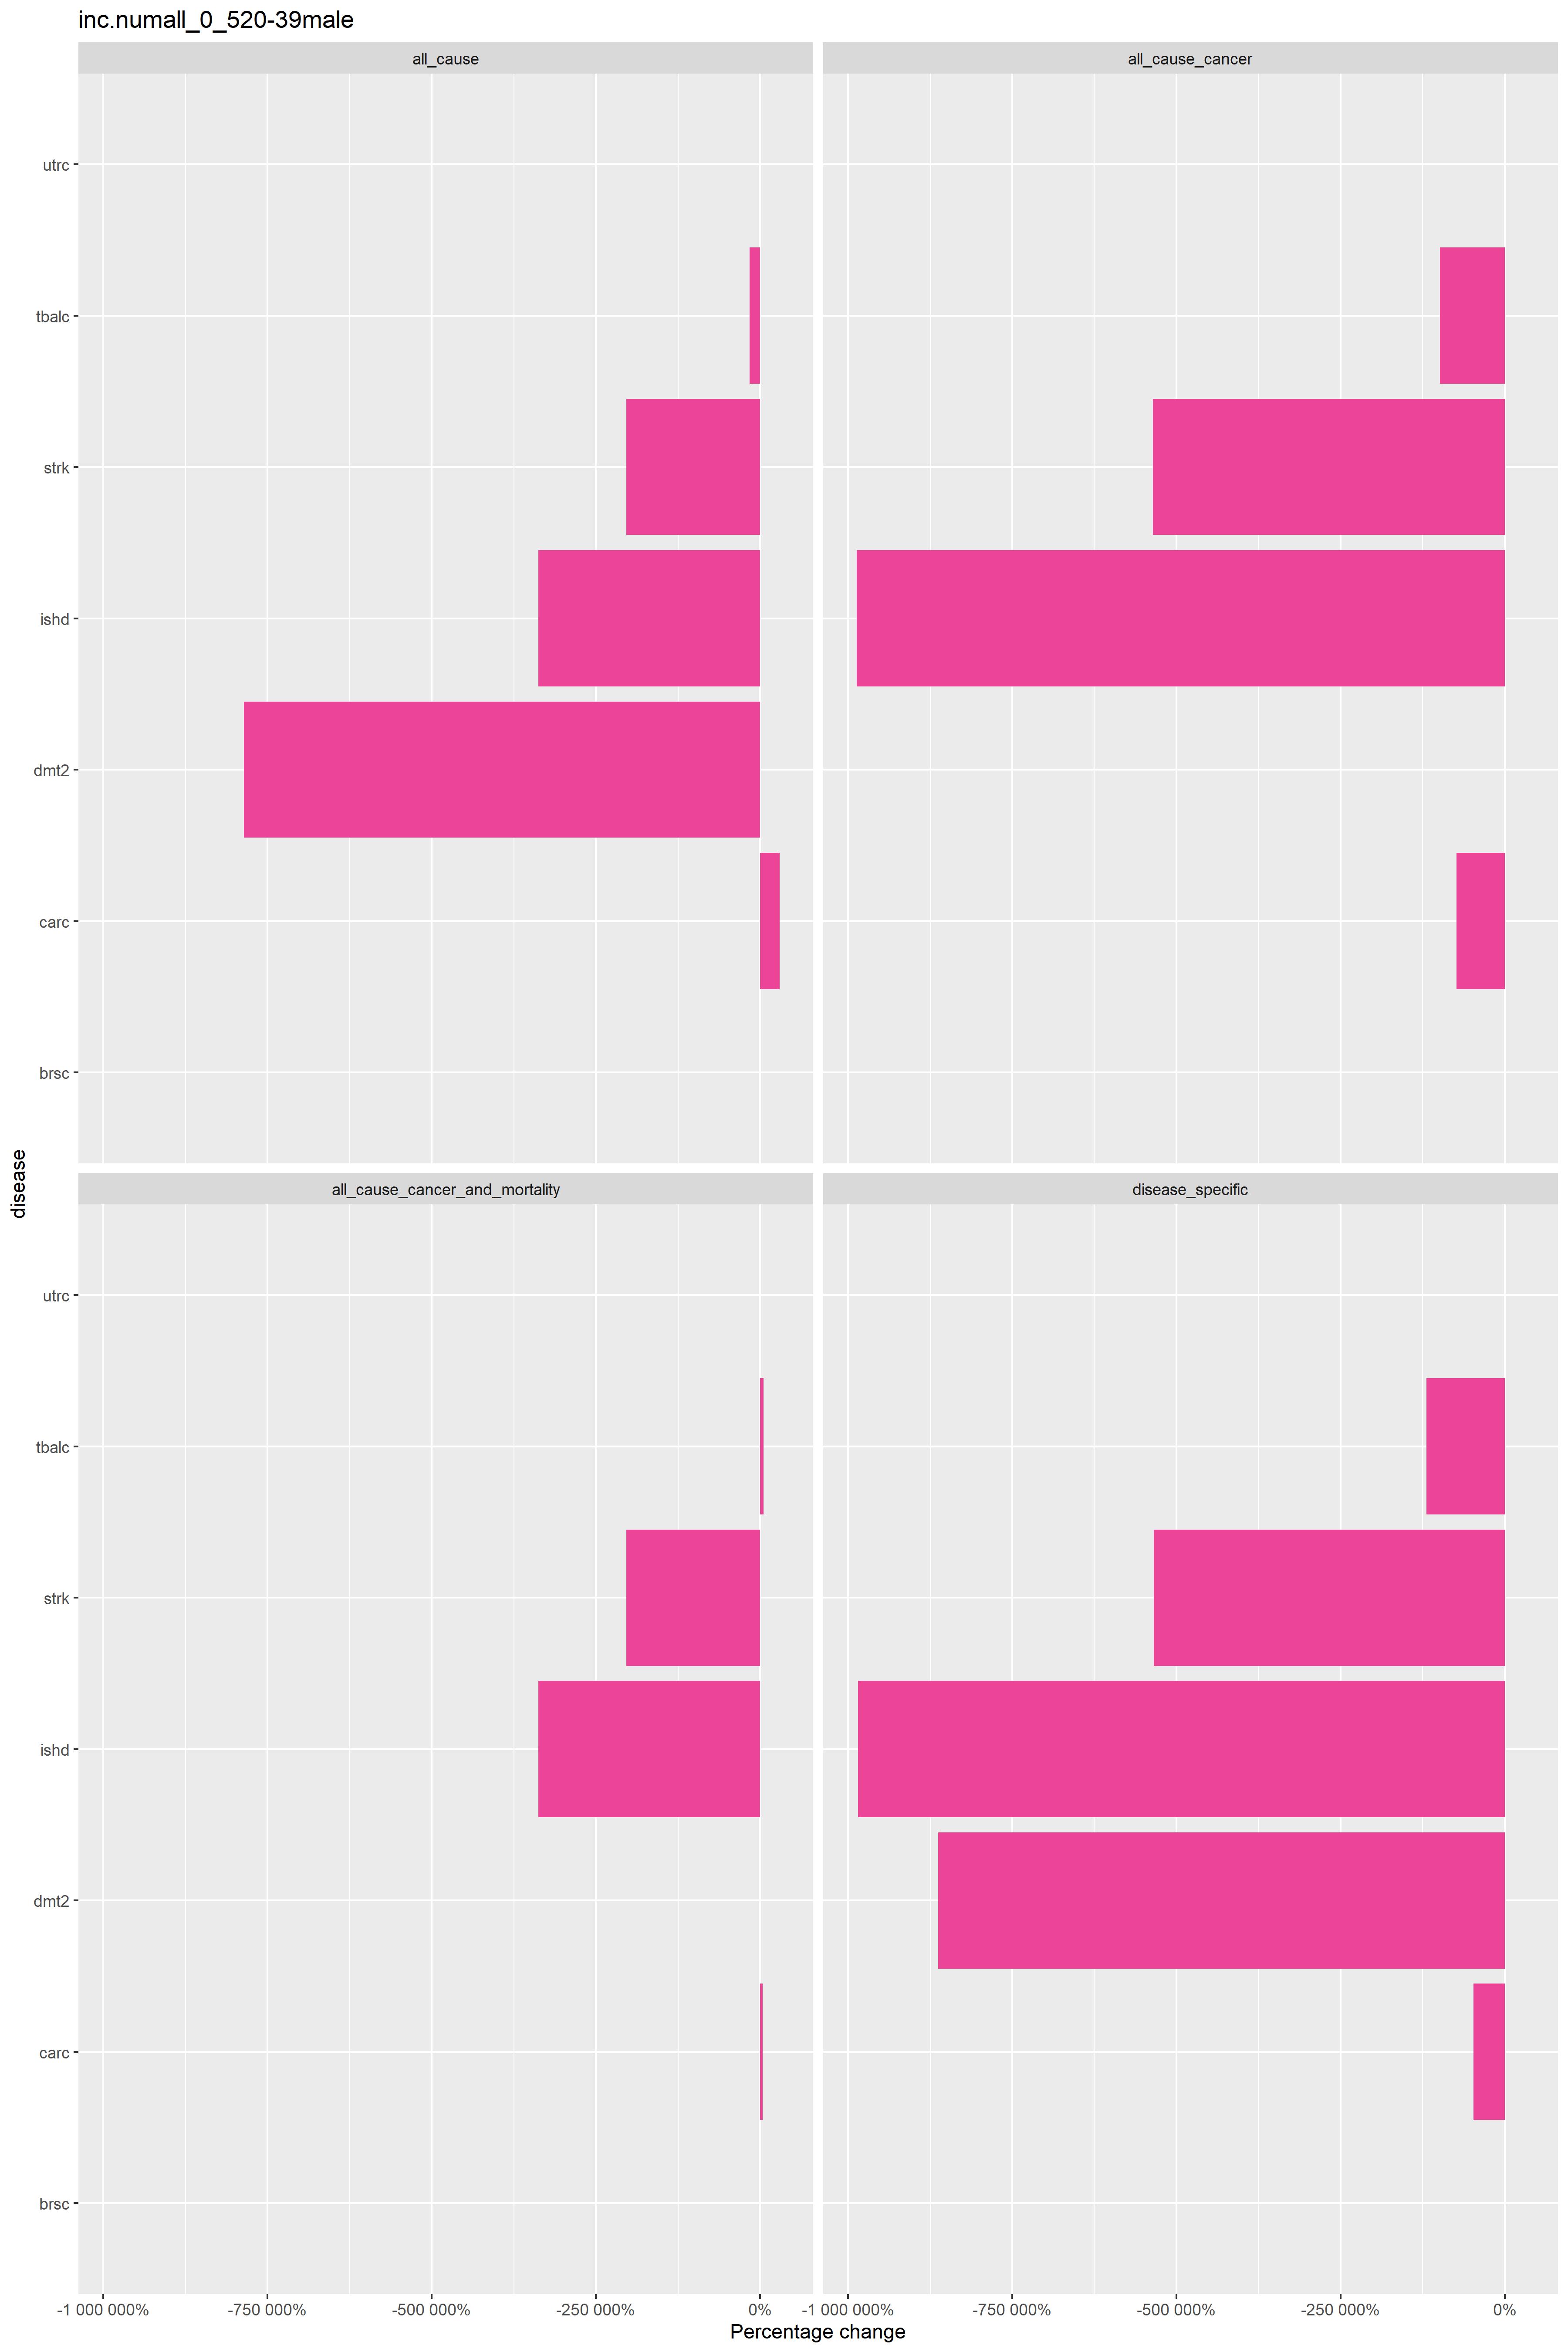 inc.numall_0_520-39male
all_cause
all_cause_cancer
utrc
tbalc
strk
ishd
dmt2
carc
brsc
disease
all_cause_cancer_and_mortality
disease_specific
utrc
tbalc
strk
ishd
dmt2
carc
brsc
-1 000 000% -750 000% -500 000% -250 000% 0% -1 000 000% -750 000% -500 000% -250 000% 0%
Percentage change